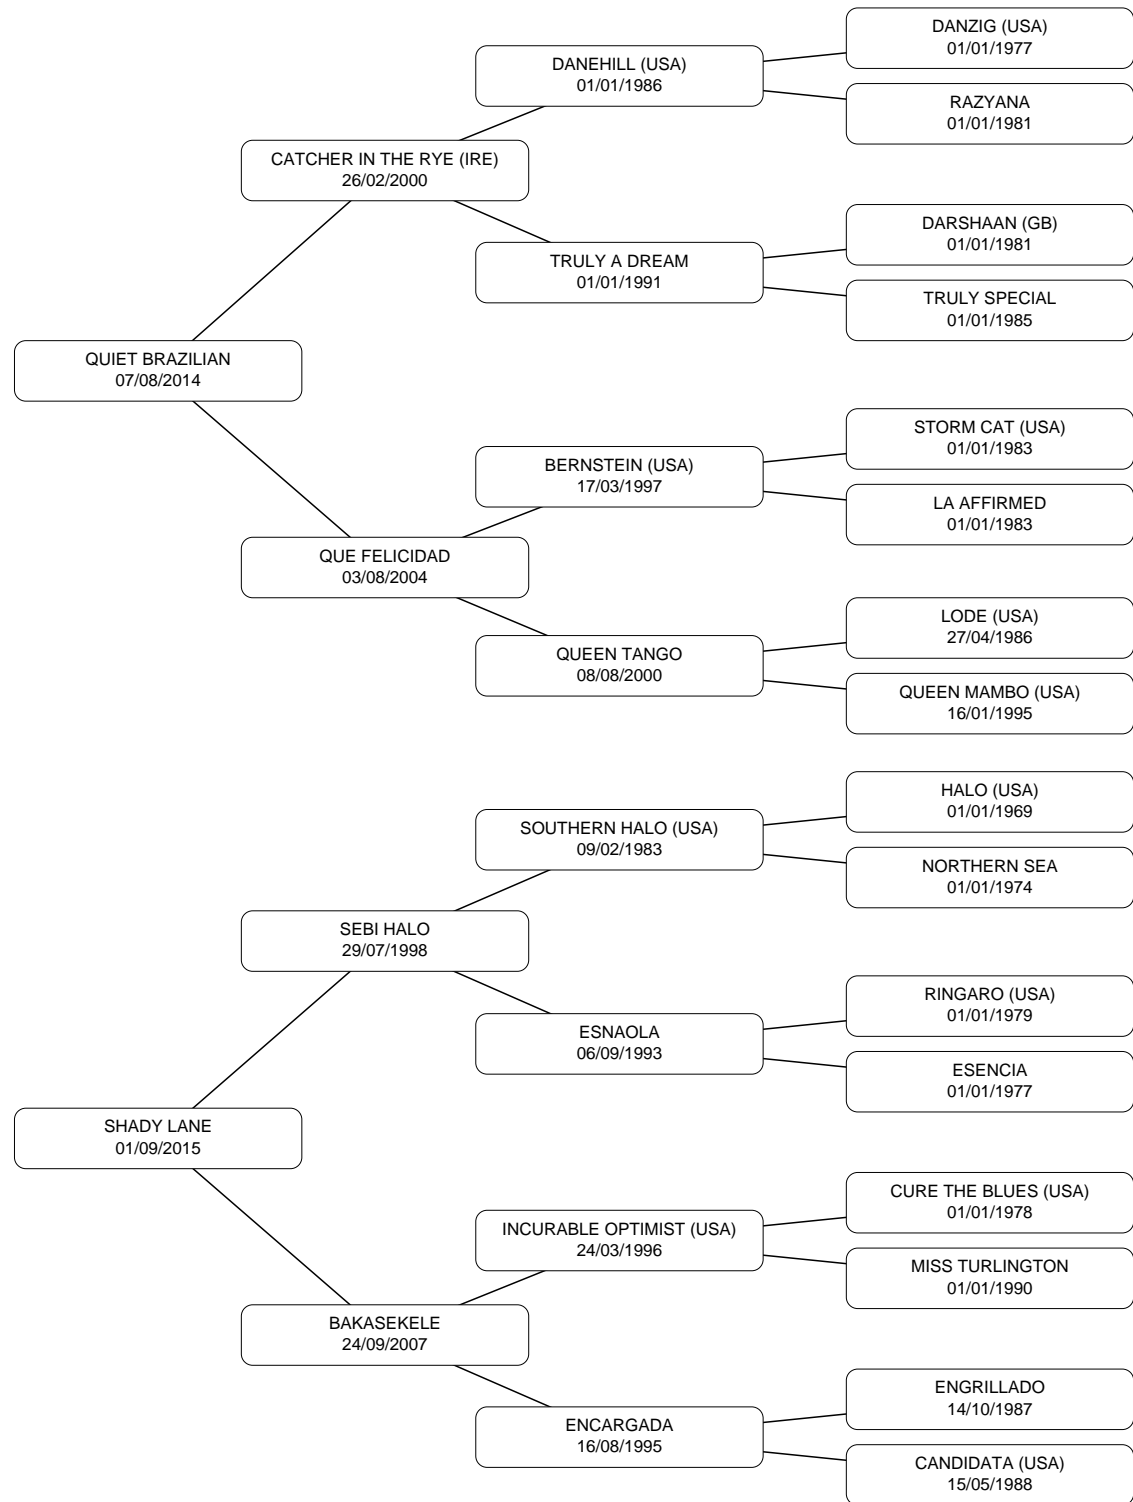 DANZIG (USA)
01/01/1977
DANEHILL (USA)
01/01/1986
RAZYANA
01/01/1981
CATCHER IN THE RYE (IRE)
26/02/2000
DARSHAAN (GB)
01/01/1981
TRULY A DREAM
01/01/1991
TRULY SPECIAL
01/01/1985
QUIET BRAZILIAN
07/08/2014
STORM CAT (USA)
01/01/1983
BERNSTEIN (USA)
17/03/1997
LA AFFIRMED
01/01/1983
QUE FELICIDAD
03/08/2004
LODE (USA)
27/04/1986
QUEEN TANGO
08/08/2000
QUEEN MAMBO (USA)
16/01/1995
HALO (USA)
01/01/1969
SOUTHERN HALO (USA)
09/02/1983
NORTHERN SEA
01/01/1974
SEBI HALO
29/07/1998
RINGARO (USA)
01/01/1979
ESNAOLA
06/09/1993
ESENCIA
01/01/1977
SHADY LANE
01/09/2015
CURE THE BLUES (USA)
01/01/1978
INCURABLE OPTIMIST (USA)
24/03/1996
MISS TURLINGTON
01/01/1990
BAKASEKELE
24/09/2007
ENGRILLADO
14/10/1987
ENCARGADA
16/08/1995
CANDIDATA (USA)
15/05/1988